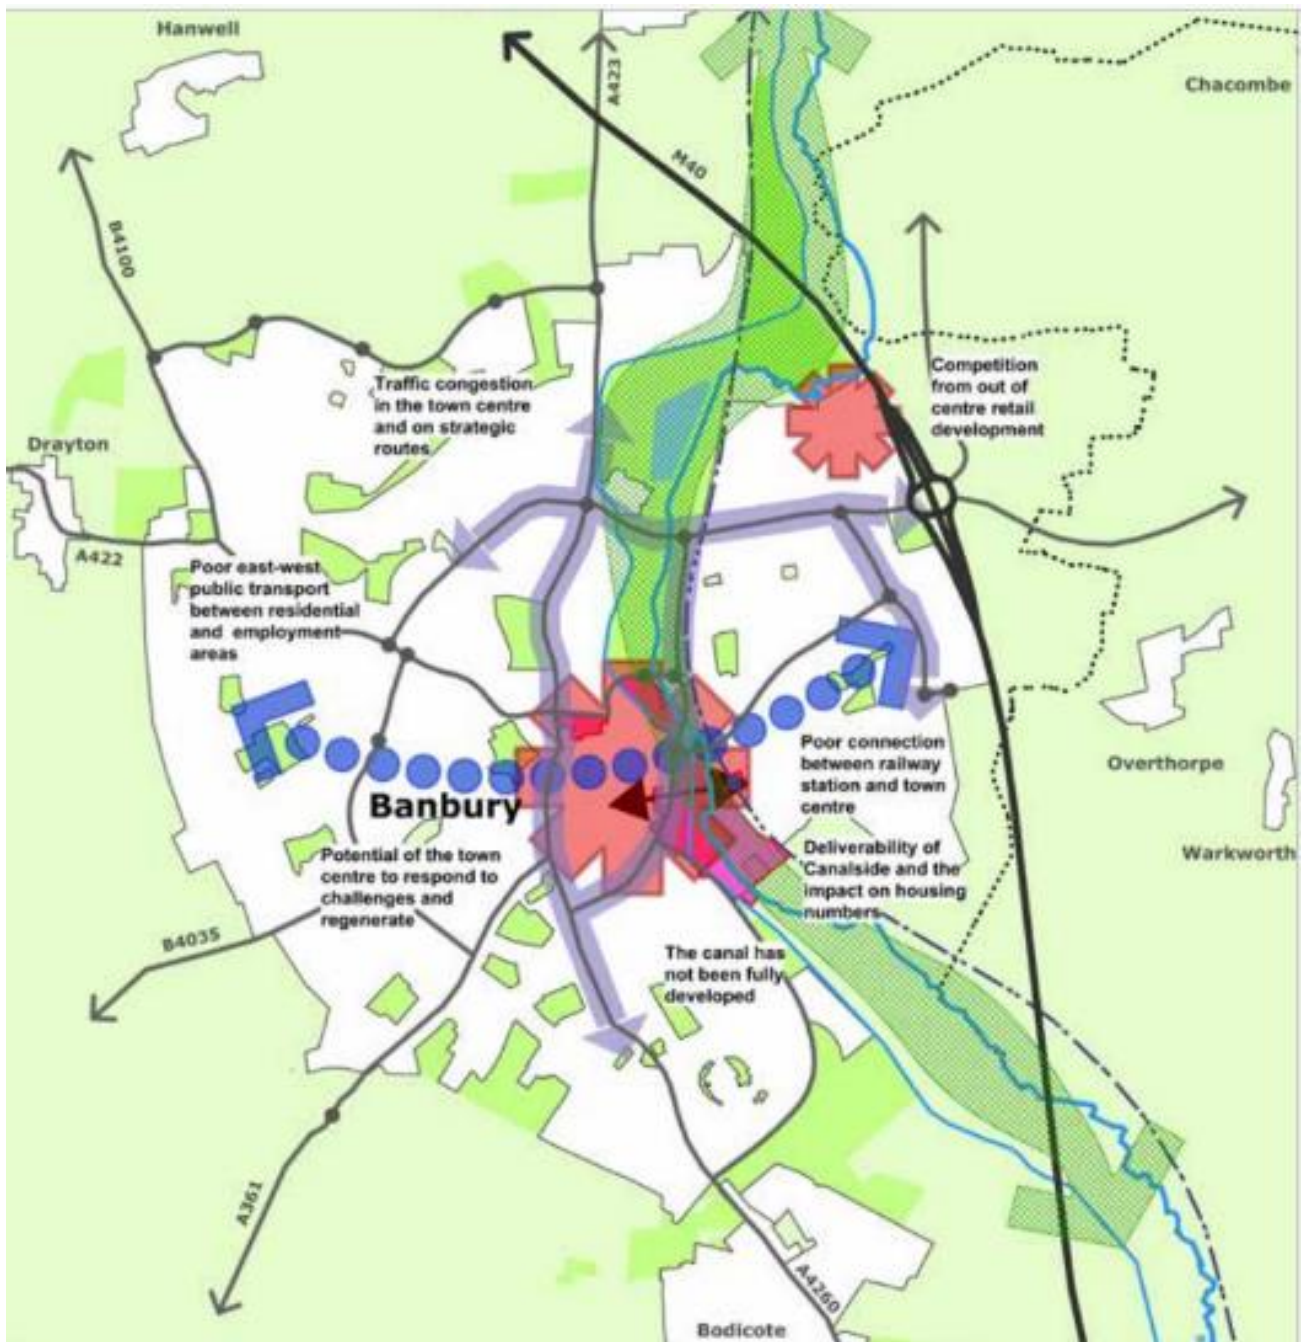 Hanwell
A423
Chacombe
M40
B4100
Competition
from out of
centre retail
development
Traffic congestion
in the town centre
and on strategic
routes
Drayton
A422
Poor east-west
public transport
between residential
and employment
areas
Poor connection
between railway
station and town
centre
Overthorpe
Banbury
Warkworth
Deliverability of
Canalside and the
impact on housing
numbers
Potential of the town
centre to respond to
challenges and
regenerate
B4035
The canal has
not been fully
developed
A361
A4260
Bodicote